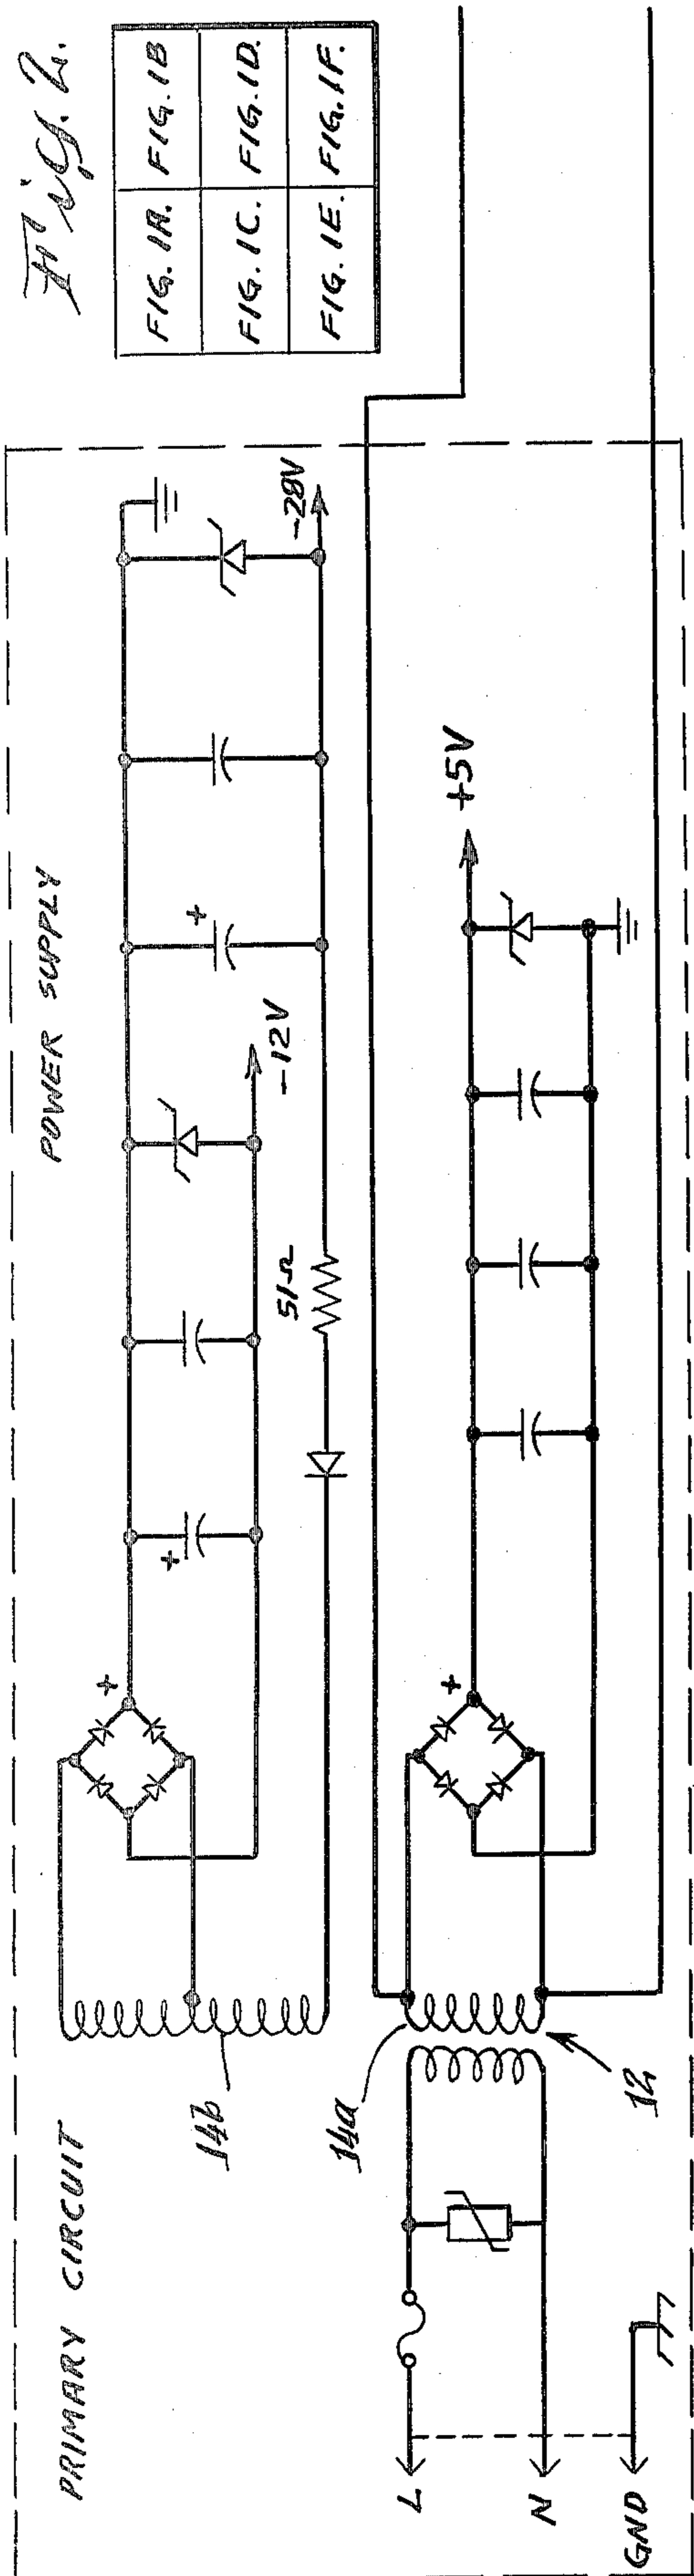 Fig. 2.
FIG. 1A. FIG. 1B
FIG. 1C. FIG. 1D.
FIG. 1E. FIG. 1F.
PRIMARY CIRCUIT
POWER SUPPLY
+
+
-12V
-28V
51Ω
14b
14a
12
+
+5V
L
N
GND